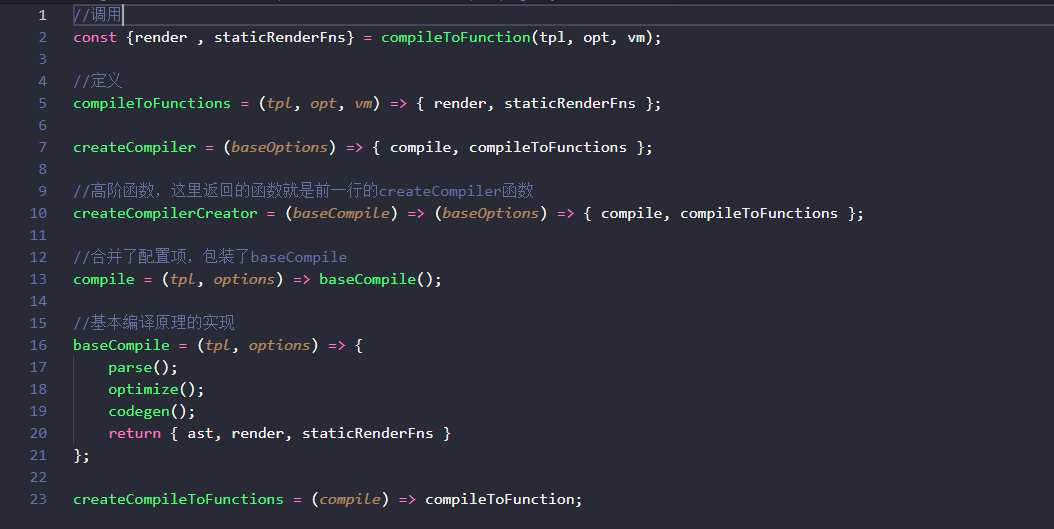 1 //调用
2 const {render , staticRenderFns} = compileToFunction(tpl, opt, vm);
3
4 //定义
5 compileToFunctions = (tpl, opt, vm) => { render, staticRenderFns };
6
7 createCompiler = (baseOptions) => { compile, compileToFunctions };
8
9 //高阶函数，这里返回的函数就是前一行的createCompiler函数
10 createCompilerCreator = (baseCompile) => (baseOptions) => { compile, compileToFunctions };
11
12 //合并了配置项，包装了baseCompile
13 compile = (tpl, options) => baseCompile();
14
15 //基本编译原理的实现
16 baseCompile = (tpl, options) => {
17     parse();
18     optimize();
19     codegen();
20     return { ast, render, staticRenderFns }
21 };
22
23 createCompileToFunctions = (compile) => compileToFunction;